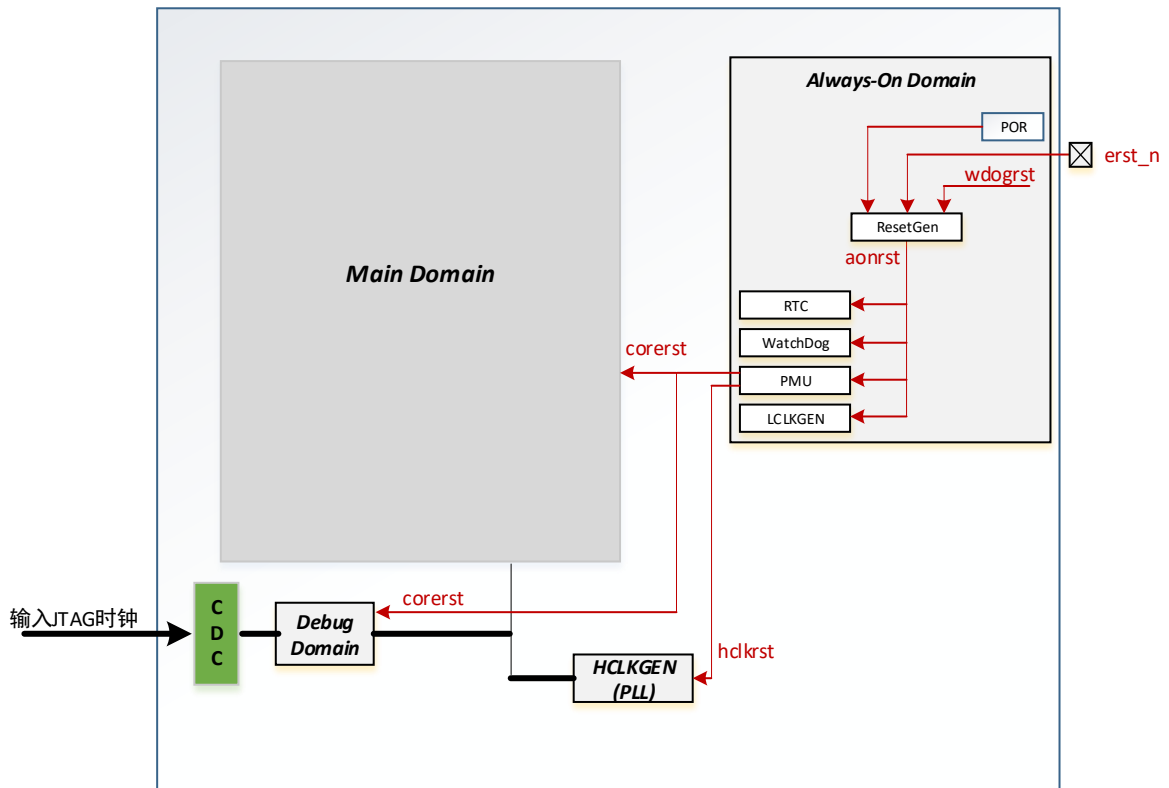 Always-On Domain
POR
erst_n
wdogrst
ResetGen
aonrst
Main Domain
RTC
WatchDog
corerst
PMU
LCLKGEN
输入JTAG时钟
C
D
C
Debug
Domain
corerst
hclkrst
HCLKGEN
(PLL)